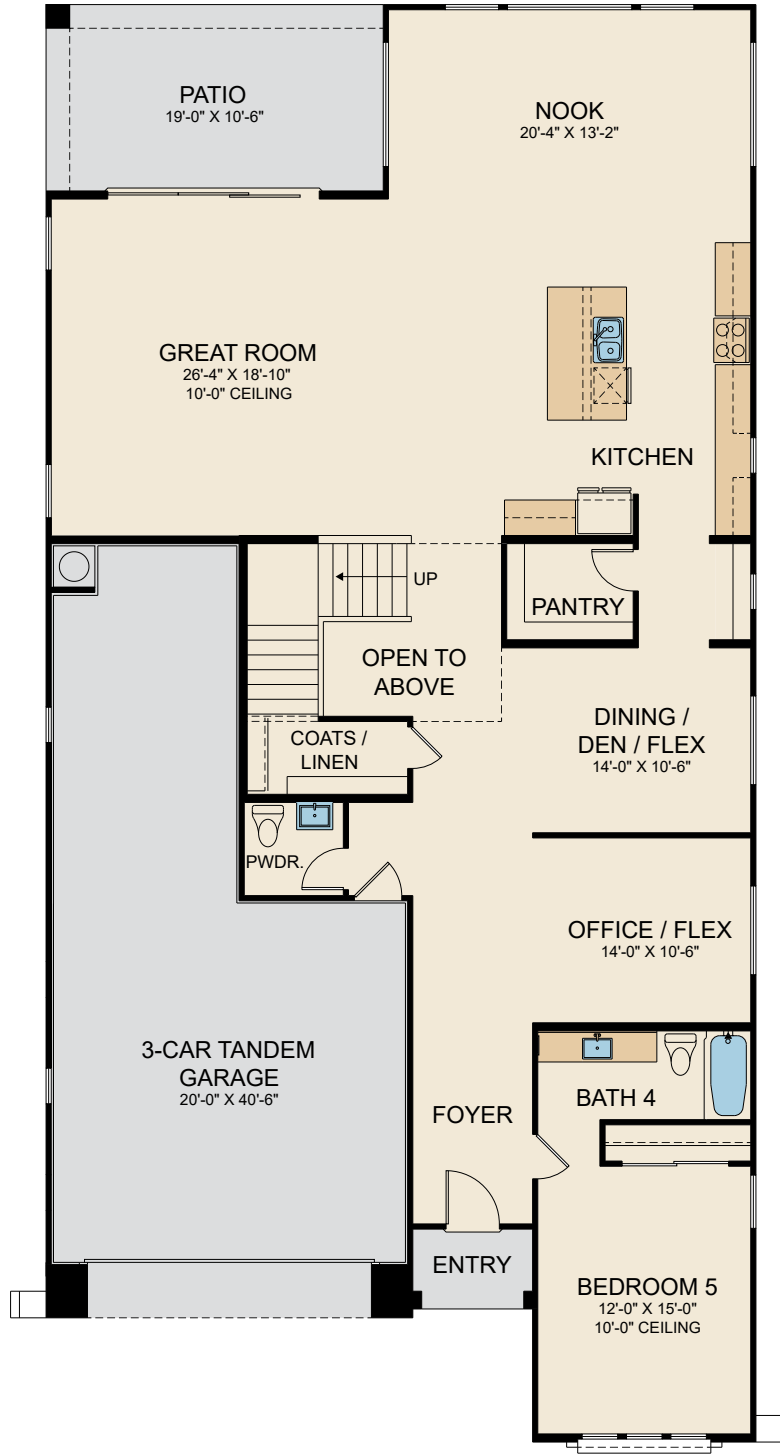 PATIO
19'-0" X 10'-6"
NOOK
20'-4" X 13'-2"
GREAT ROOM
26'-4" X 18'-10"
10'-0" CEILING
KITCHEN
UP
PANTRY
OPEN TO
ABOVE
COATS /
LINEN
DINING /
DEN / FLEX
14'-0" X 10'-6"
PWDR.
OFFICE / FLEX
14'-0" X 10'-6"
3-CAR TANDEM
GARAGE
20'-0" X 40'-6"
BATH 4
FOYER
ENTRY
BEDROOM 5
12'-0" X 15'-0"
10'-0" CEILING